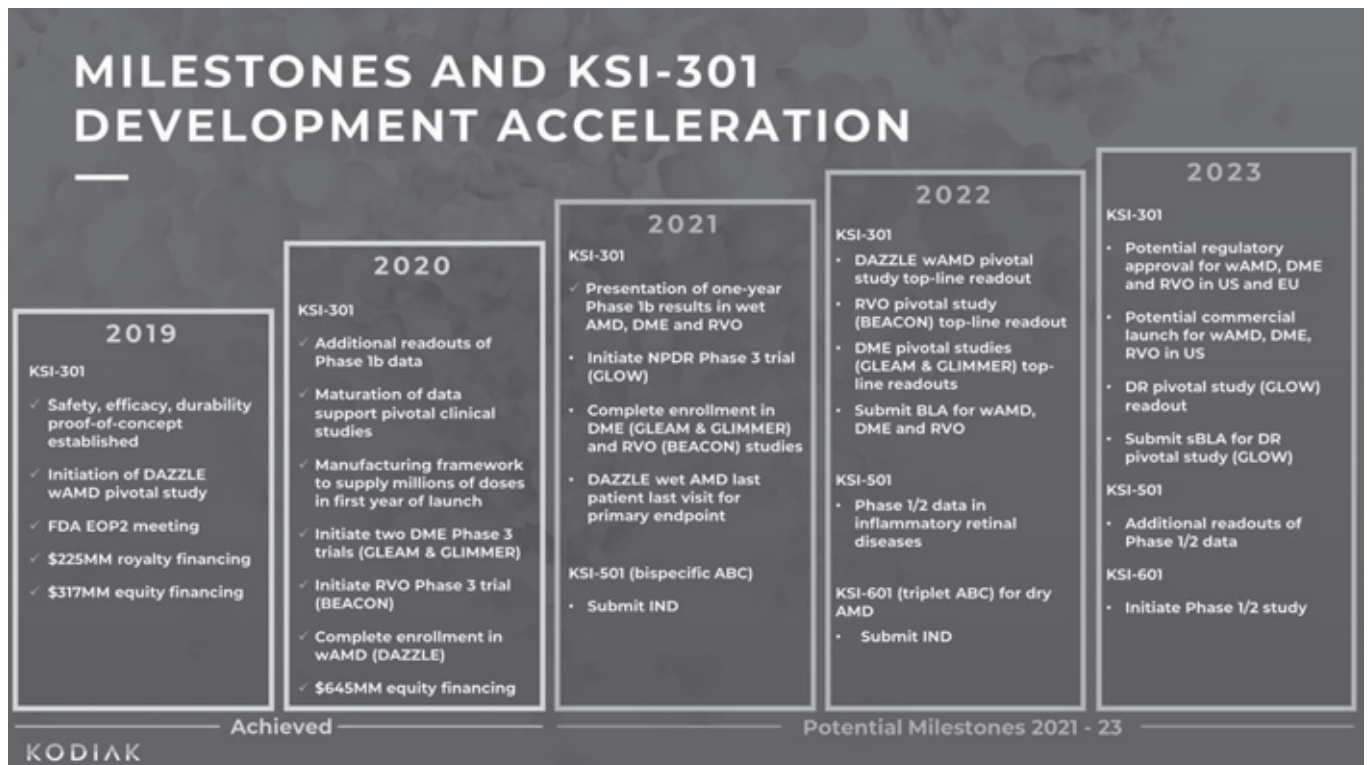 MILESTONES AND KSI-301
DEVELOPMENT ACCELERATION
2019
KSI-301
✓ Safety, efficacy, durability
proof-of-concept
established
✓ Initiation of DAZZLE
wAMD pivotal study
✓ FDA EOP2 meeting
✓ $225MM royalty financing
✓ $317MM equity financing
2020
KSI-301
✓ Additional readouts of
Phase 1b data
✓ Maturation of data
support pivotal clinical
studies
✓ Manufacturing framework
to supply millions of doses
in first year of launch
✓ Initiate two DME Phase 3
trials (GLEAM & GLIMMER)
✓ Initiate RVO Phase 3 trial
(BEACON)
✓ Complete enrollment in
wAMD (DAZZLE)
✓ $645MM equity financing
2021
KSI-301
✓ Presentation of one-year
Phase 1b results in wet
AMD, DME and RVO
• Initiate NPDR Phase 3 trial
(GLOW)
• Complete enrollment in
DME (GLEAM & GLIMMER)
and RVO (BEACON) studies
• DAZZLE wet AMD last
patient last visit for
primary endpoint
KSI-501 (bispecific ABC)
• Submit IND
2022
KSI-301
• DAZZLE wAMD pivotal
study top-line readout
• RVO pivotal study
(BEACON) top-line readout
• DME pivotal studies
(GLEAM & GLIMMER) top-
line readouts
• Submit BLA for wAMD,
DME and RVO
KSI-501
• Phase 1/2 data in
inflammatory retinal
diseases
KSI-601 (triplet ABC) for dry
AMD
• Submit IND
2023
KSI-301
• Potential regulatory
approval for wAMD, DME
and RVO in US and EU
• Potential commercial
launch for wAMD, DME,
RVO in US
• DR pivotal study (GLOW)
readout
• Submit sBLA for DR
pivotal study (GLOW)
KSI-501
• Additional readouts of
Phase 1/2 data
KSI-601
• Initiate Phase 1/2 study
Achieved
Potential Milestones 2021 - 23
KODIAK